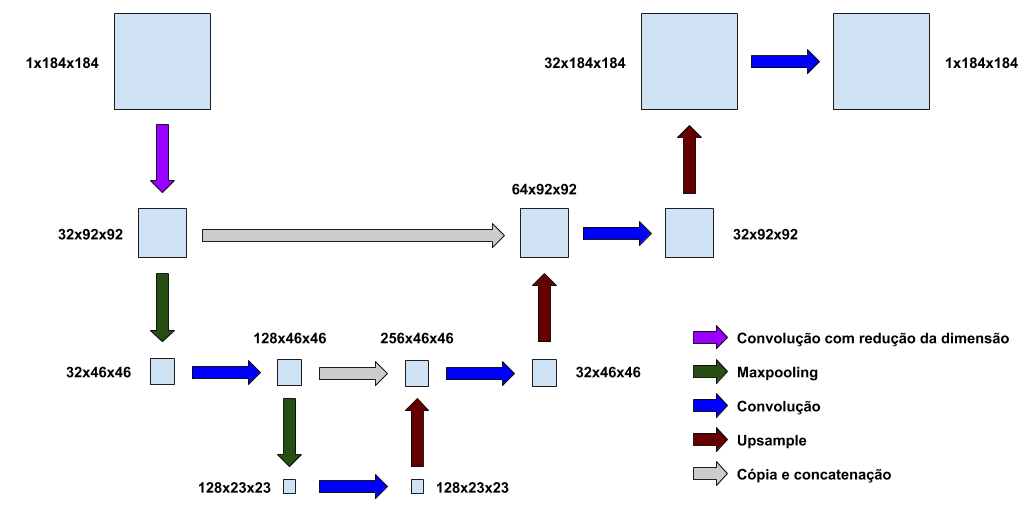 1x184x184
32x184x184
1x184x184
64x92x92
32x92x92
32x92x92
128x46x46
256x46x46
32x46x46
32x46x46
128x23x23
128x23x23
Convolução com redução da dimensão
Maxpooling
Convolução
Upsample
Cópia e concatenação